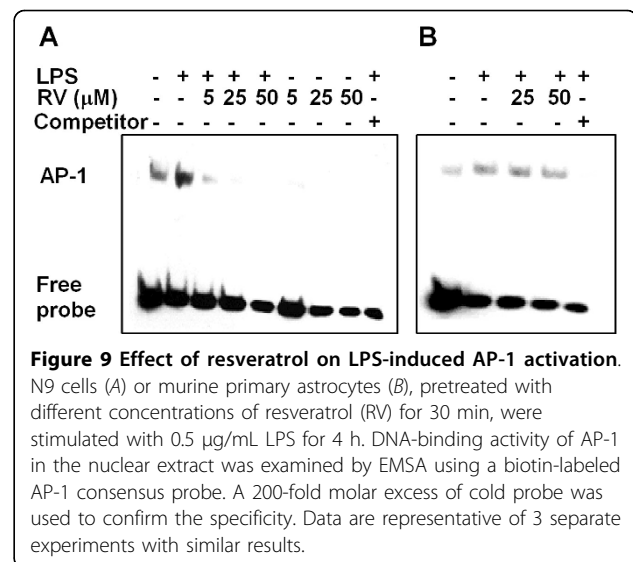 A
B
LPS - + + + + - - - + - + + + +
RV (µM) - - 5 25 50 5 25 50 - - - 25 50 -
Competitor - - - - - - - - + - - - - +
AP-1
Free
probe
Figure 9 Effect of resveratrol on LPS-induced AP-1 activation.
N9 cells (A) or murine primary astrocytes (B), pretreated with
different concentrations of resveratrol (RV) for 30 min, were
stimulated with 0.5 µg/mL LPS for 4 h. DNA-binding activity of AP-1
in the nuclear extract was examined by EMSA using a biotin-labeled
AP-1 consensus probe. A 200-fold molar excess of cold probe was
used to confirm the specificity. Data are representative of 3 separate
experiments with similar results.